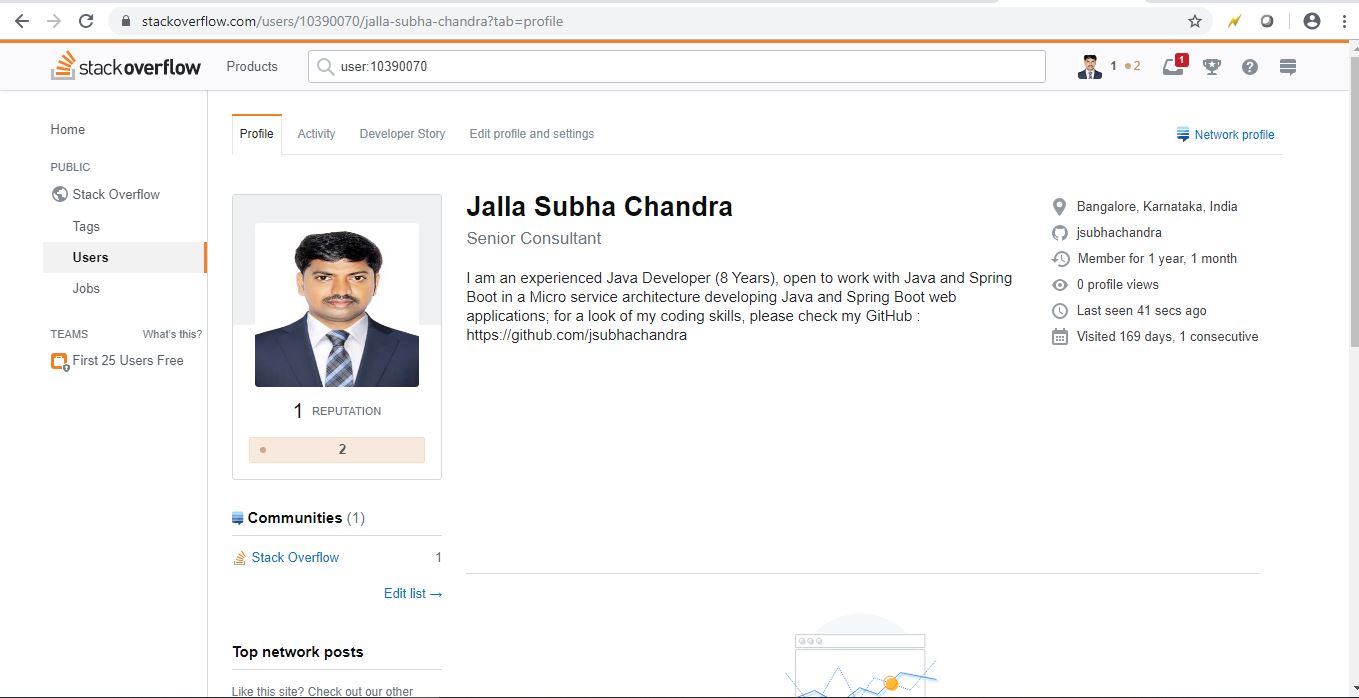 stackoverflow.com/users/10390070/jalla-subha-chandra?tab=profile
stackoverflow
Products
user:10390070
1 2
1
?
Home
PUBLIC
Stack Overflow
Tags
Users
Jobs
TEAMS What's this?
First 25 Users Free
Profile Activity Developer Story Edit profile and settings
Network profile
1 REPUTATION
2
Communities (1)
Stack Overflow 1
Edit list →
Top network posts
Like this site? Check out our other
Jalla Subha Chandra
Senior Consultant
I am an experienced Java Developer (8 Years), open to work with Java and Spring
Boot in a Micro service architecture developing Java and Spring Boot web
applications; for a look of my coding skills, please check my GitHub :
https://github.com/jsubhachandra
Bangalore, Karnataka, India
jsubhachandra
Member for 1 year, 1 month
0 profile views
Last seen 41 secs ago
Visited 169 days, 1 consecutive